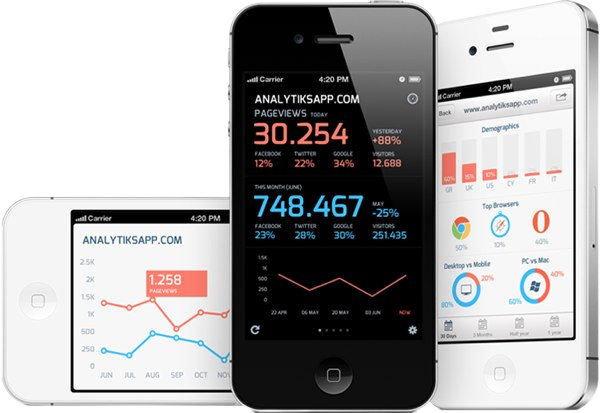 Carrier
4:20 PM
ANALYTIKSAPP.COM
2.5K
2K
1.5K
1K
500
0
1.258
PAGEVIEWS
JUN JUL AUG SEP OCT NOV
Carrier
4:20 PM
ANALYTIKSAPP.COM
PAGEVIEWS TODAY
30.254
YESTERDAY
+88%
FACEBOOK TWITTER GOOGLE VISITORS
12% 22% 34% 12.688
THIS MONTH (JUNE)
748.467
MAY
-25%
FACEBOOK TWITTER GOOGLE VISITORS
23% 28% 30% 251.435
1.5K
1K
500
0
22 APR 06 MAY 20 MAY 03 JUN NOW
Carrier
4:20 PM
Back
www.analytiksapp.com
Demographics
GR UK US CY FR IT
Top Browsers
50% 10% 40%
Desktop vs Mobile
20%
80%
PC vs Mac
40%
60%
30 Days
3 Months
Half year
1 year